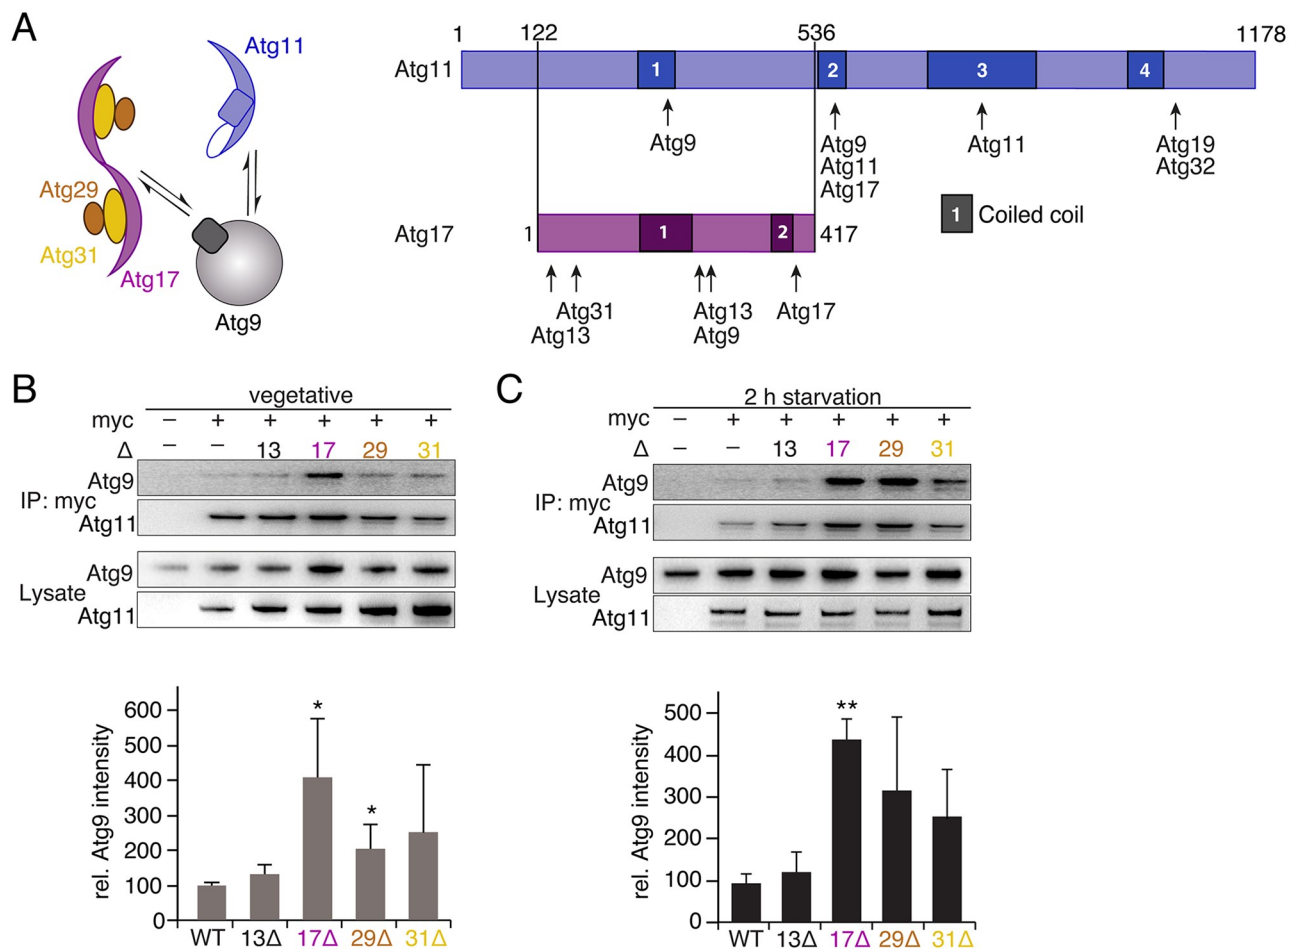 A
Atg11
Atg29
Atg31
Atg17
Atg9
1 122 536 1178
Atg11 1 2 3 4
Atg9 Atg9 Atg11 Atg19
Atg11 Atg32
Atg17
1 Coiled coil
Atg17 1 1 2 417
Atg31 Atg13 Atg17
Atg13 Atg9
B
vegetative
myc – + + + + +
Δ – – 13 17 29 31
Atg9
IP: myc
Atg11
Atg9
Lysate
Atg11
rel. Atg9 intensity
600
500
400
300
200
100
0
* *
WT 13Δ 17Δ 29Δ 31Δ
C
2 h starvation
myc – + + + + +
Δ – – 13 17 29 31
Atg9
IP: myc
Atg11
Atg9
Lysate
Atg11
rel. Atg9 intensity
500
400
300
200
100
0
**
WT 13Δ 17Δ 29Δ 31Δ